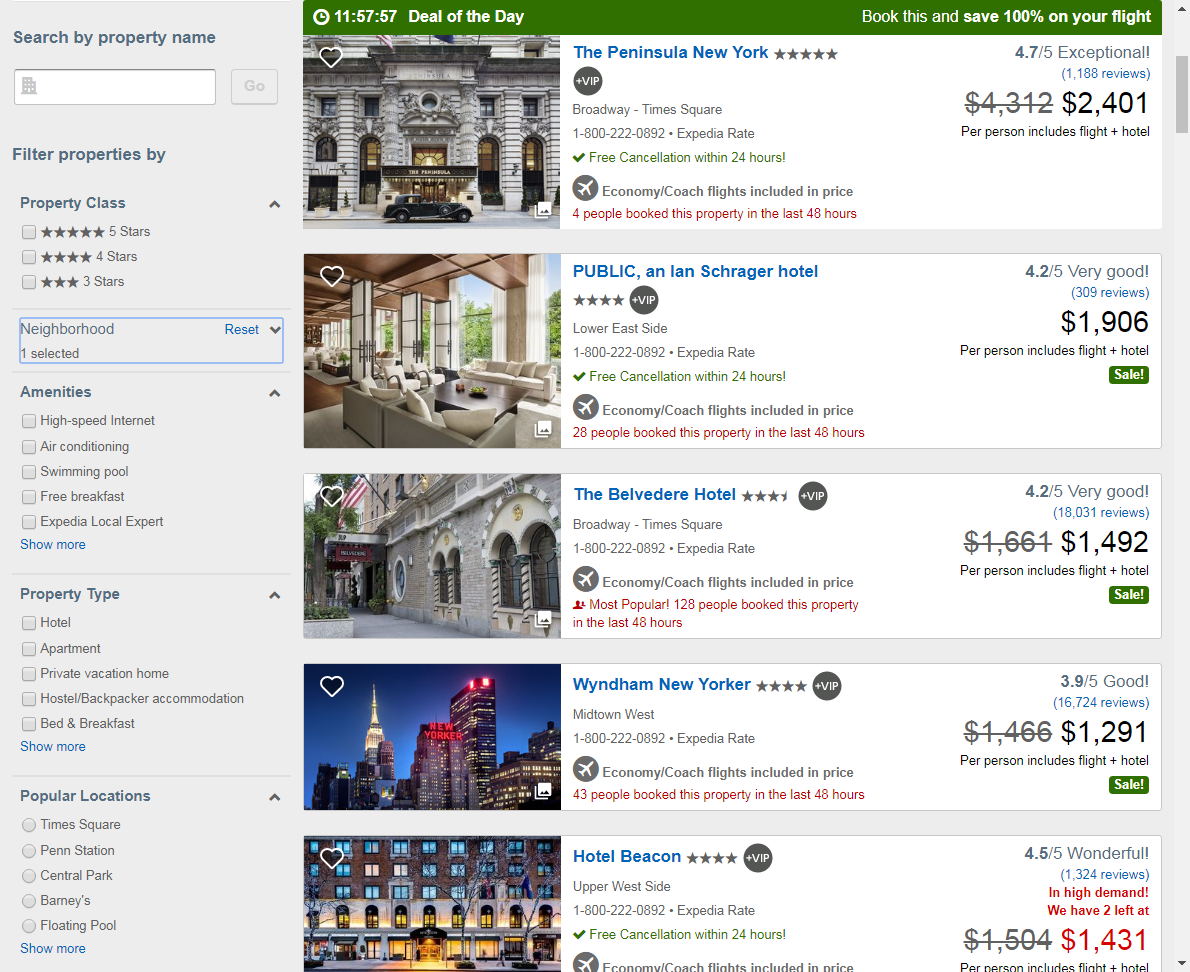 Search by property name
Go
Filter properties by
Property Class
5 Stars
4 Stars
3 Stars
Neighborhood Reset
1 selected
Amenities
High-speed Internet
Air conditioning
Swimming pool
Free breakfast
Expedia Local Expert
Show more
Property Type
Hotel
Apartment
Private vacation home
Hostel/Backpacker accommodation
Bed & Breakfast
Show more
Popular Locations
Times Square
Penn Station
Central Park
Barney's
Floating Pool
Show more
11:57:57 Deal of the Day Book this and save 100% on your flight
THE PENINSULA
The Peninsula New York
+VIP
Broadway - Times Square
1-800-222-0892 • Expedia Rate
Free Cancellation within 24 hours!
Economy/Coach flights included in price
4 people booked this property in the last 48 hours
4.7/5 Exceptional!
(1,188 reviews)
$4,312 $2,401
Per person includes flight + hotel
PUBLIC, an Ian Schrager hotel
+VIP
Lower East Side
1-800-222-0892 • Expedia Rate
Free Cancellation within 24 hours!
Economy/Coach flights included in price
28 people booked this property in the last 48 hours
4.2/5 Very good!
(309 reviews)
$1,906
Per person includes flight + hotel
Sale!
BELVEDERE
The Belvedere Hotel +VIP
Broadway - Times Square
1-800-222-0892 • Expedia Rate
Economy/Coach flights included in price
Most Popular! 128 people booked this property
in the last 48 hours
4.2/5 Very good!
(18,031 reviews)
$1,661 $1,492
Per person includes flight + hotel
Sale!
NEW
YORKER
Wyndham New Yorker +VIP
Midtown West
1-800-222-0892 • Expedia Rate
Economy/Coach flights included in price
43 people booked this property in the last 48 hours
3.9/5 Good!
(16,724 reviews)
$1,466 $1,291
Per person includes flight + hotel
Sale!
Hotel Beacon +VIP
Upper West Side
1-800-222-0892 • Expedia Rate
Free Cancellation within 24 hours!
Economy/Coach flights included in price
4.5/5 Wonderful!
(1,324 reviews)
In high demand!
We have 2 left at
$1,504 $1,431
Per person includes flight + hotel